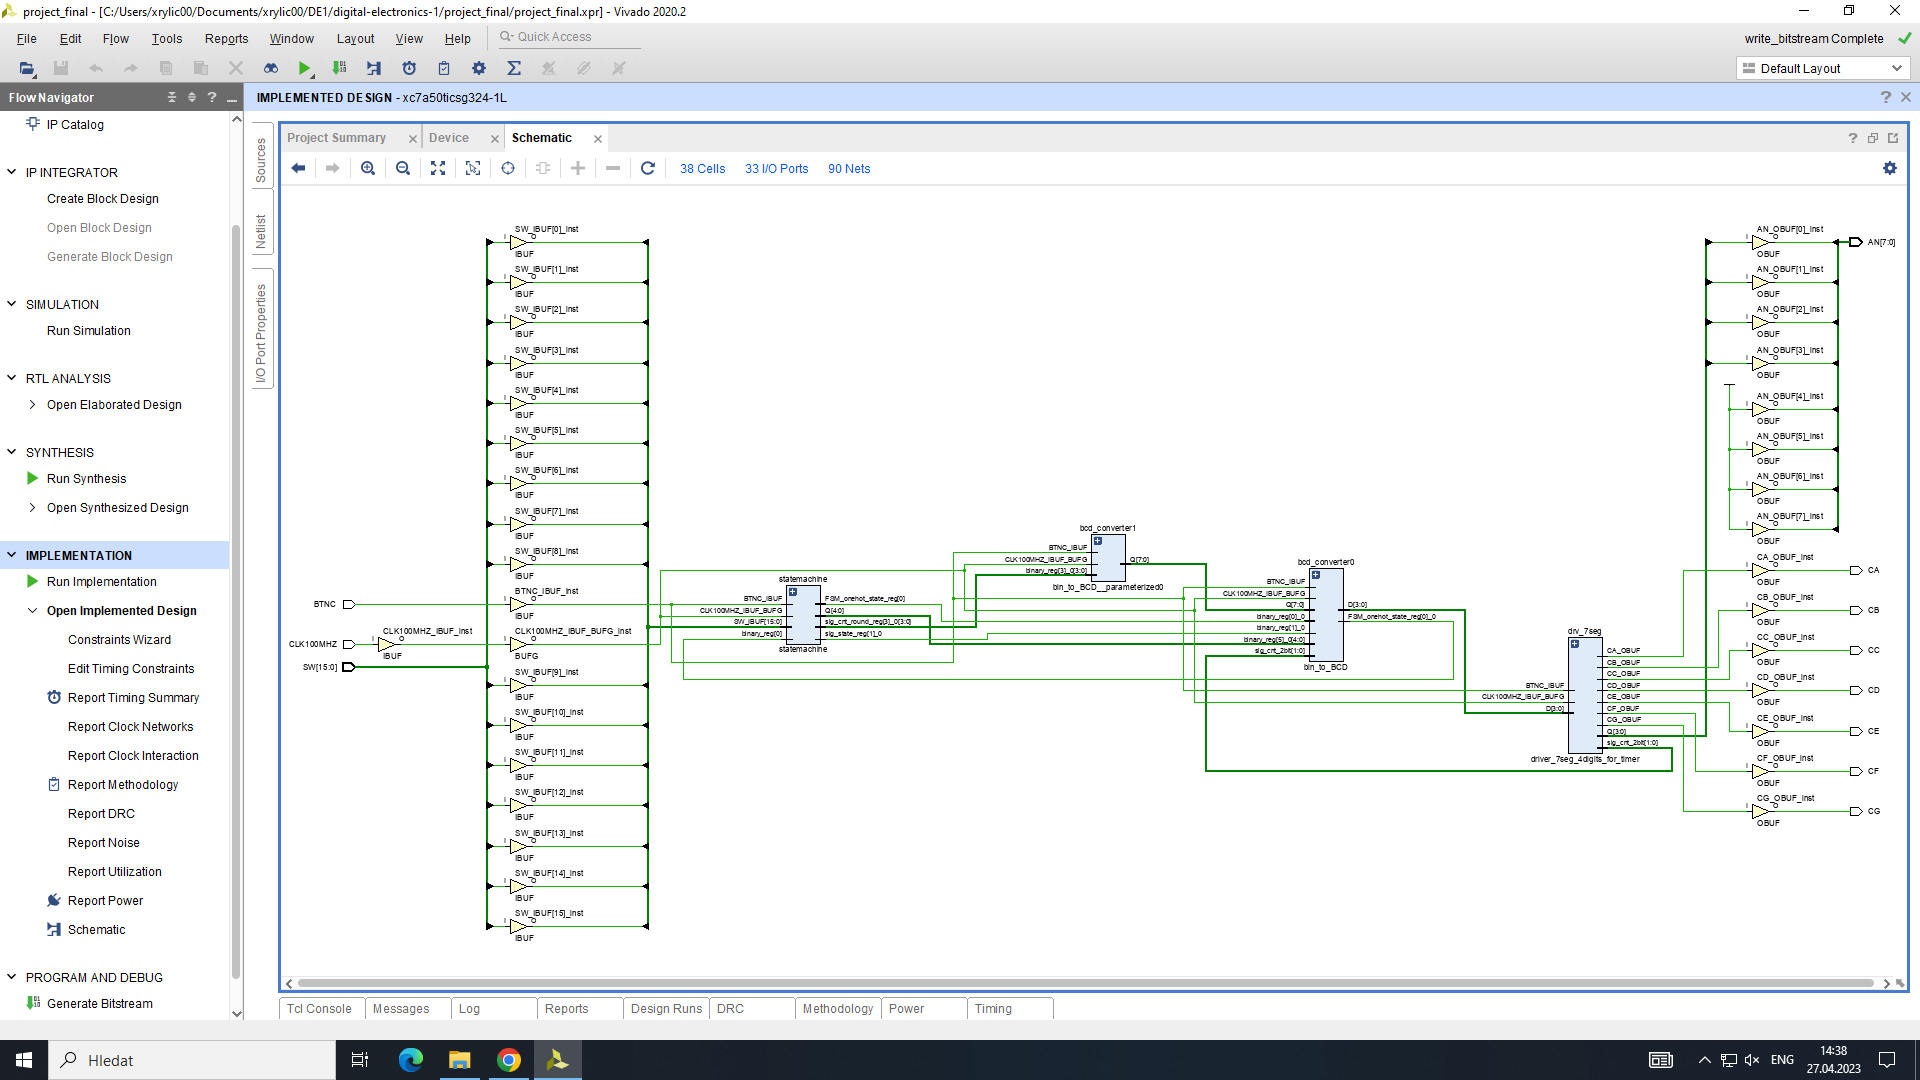 project_final - [C:/Users/xrylic00/Documents/xrylic00/DE1/digital-electronics-1/project_final/project_final.xpr] - Vivado 2020.2
File Edit Flow Tools Reports Window Layout View Help Quick Access
write_bitstream Complete
Default Layout
Flow Navigator
IP Catalog
IP INTEGRATOR
Create Block Design
Open Block Design
Generate Block Design
SIMULATION
Run Simulation
RTL ANALYSIS
Open Elaborated Design
SYNTHESIS
Run Synthesis
Open Synthesized Design
IMPLEMENTATION
Run Implementation
Open Implemented Design
Constraints Wizard
Edit Timing Constraints
Report Timing Summary
Report Clock Networks
Report Clock Interaction
Report Methodology
Report DRC
Report Noise
Report Utilization
Report Power
Schematic
PROGRAM AND DEBUG
Generate Bitstream
IMPLEMENTED DESIGN - xc7a50ticsg324-1L
Sources
Netlist
I/O Port Properties
Project Summary Device Schematic
38 Cells 33 I/O Ports 90 Nets
BTNC
CLK100MHZ
SW[15:0]
CLK100MHZ_IBUF_inst
I O
IBUF
SW_IBUF[0]_inst
I O
IBUF
SW_IBUF[1]_inst
I O
IBUF
SW_IBUF[2]_inst
I O
IBUF
SW_IBUF[3]_inst
I O
IBUF
SW_IBUF[4]_inst
I O
IBUF
SW_IBUF[5]_inst
I O
IBUF
SW_IBUF[6]_inst
I O
IBUF
SW_IBUF[7]_inst
I O
IBUF
SW_IBUF[8]_inst
I O
IBUF
BTNC_IBUF_inst
I O
IBUF
CLK100MHZ_IBUF_BUFG_inst
I O
BUFG
SW_IBUF[9]_inst
I O
IBUF
SW_IBUF[10]_inst
I O
IBUF
SW_IBUF[11]_inst
I O
IBUF
SW_IBUF[12]_inst
I O
IBUF
SW_IBUF[13]_inst
I O
IBUF
SW_IBUF[14]_inst
I O
IBUF
SW_IBUF[15]_inst
I O
IBUF
statemachine
BTNC_IBUF
CLK100MHZ_IBUF_BUFG
SW_IBUF[15:0]
binary_reg[0]
FSM_onehot_state_reg[0]
Q[4:0]
sig_cnt_round_reg[3]_0[3:0]
sig_state_reg[1]_0
statemachine
bcd_converter1
BTNC_IBUF
CLK100MHZ_IBUF_BUFG
binary_reg[3]_0[3:0]
Q[7:0]
bin_to_BCD__parameterized0
bcd_converter0
BTNC_IBUF
CLK100MHZ_IBUF_BUFG
Q[7:0]
binary_reg[0]_0
binary_reg[1]_0
binary_reg[5]_0[4:0]
sig_cnt_2bit[1:0]
D[3:0]
FSM_onehot_state_reg[0]_0
bin_to_BCD
drv_7seg
BTNC_IBUF
CLK100MHZ_IBUF_BUFG
D[3:0]
CA_OBUF
CB_OBUF
CC_OBUF
CD_OBUF
CE_OBUF
CF_OBUF
CG_OBUF
Q[3:0]
sig_cnt_2bit[1:0]
driver_7seg_4digits_for_timer
AN_OBUF[0]_inst
I O
OBUF
AN[7:0]
AN_OBUF[1]_inst
I O
OBUF
AN_OBUF[2]_inst
I O
OBUF
AN_OBUF[3]_inst
I O
OBUF
AN_OBUF[4]_inst
I O
OBUF
AN_OBUF[5]_inst
I O
OBUF
AN_OBUF[6]_inst
I O
OBUF
AN_OBUF[7]_inst
I O
OBUF
CA_OBUF_inst
I O CA
OBUF
CB_OBUF_inst
I O CB
OBUF
CC_OBUF_inst
I O CC
OBUF
CD_OBUF_inst
I O CD
OBUF
CE_OBUF_inst
I O CE
OBUF
CF_OBUF_inst
I O CF
OBUF
CG_OBUF_inst
I O CG
OBUF
Tcl Console Messages Log Reports Design Runs DRC Methodology Power Timing
Hledat
ENG
14:38
27.04.2023